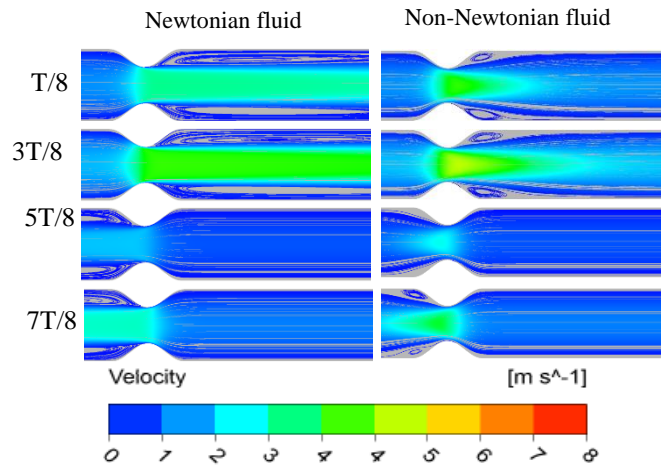 Newtonian fluid Non-Newtonian fluid
T/8
3T/8
5T/8
7T/8
Velocity [m s^-1]
0 1 2 3 4 4 5 6 7 8